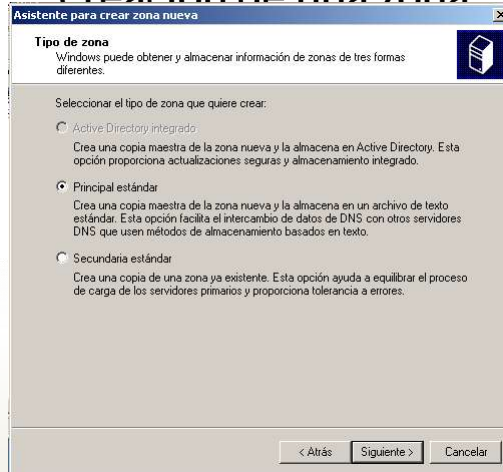 Creación de una zona
Asistente para crear zona nueva
Tipo de zona
Windows puede obtener y almacenar información de zonas de tres formas
diferentes.
Seleccionar el tipo de zona que quiere crear:
Active Directory integrado
Crea una copia maestra de la zona nueva y la almacena en Active Directory. Esta
opción proporciona actualizaciones seguras y almacenamiento integrado.
Principal estándar
Crea una copia maestra de la zona nueva y la almacena en un archivo de texto
estándar. Esta opción facilita el intercambio de datos de DNS con otros servidores
DNS que usen métodos de almacenamiento basados en texto.
Secundaria estándar
Crea una copia de una zona ya existente. Esta opción ayuda a equilibrar el proceso
de carga de los servidores primarios y proporciona tolerancia a errores.
< Atrás Siguiente > Cancelar